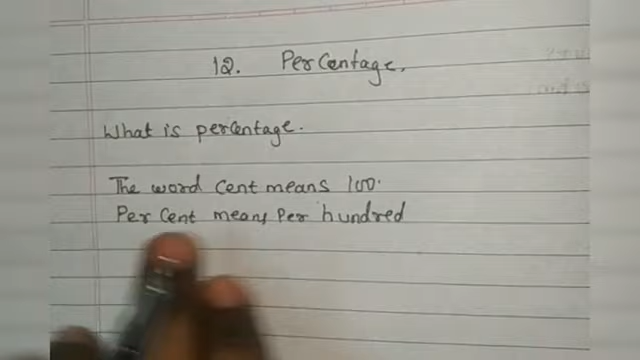 12. Percentage.
What is percentage.
The word cent means 100.
Per Cent means Per hundred